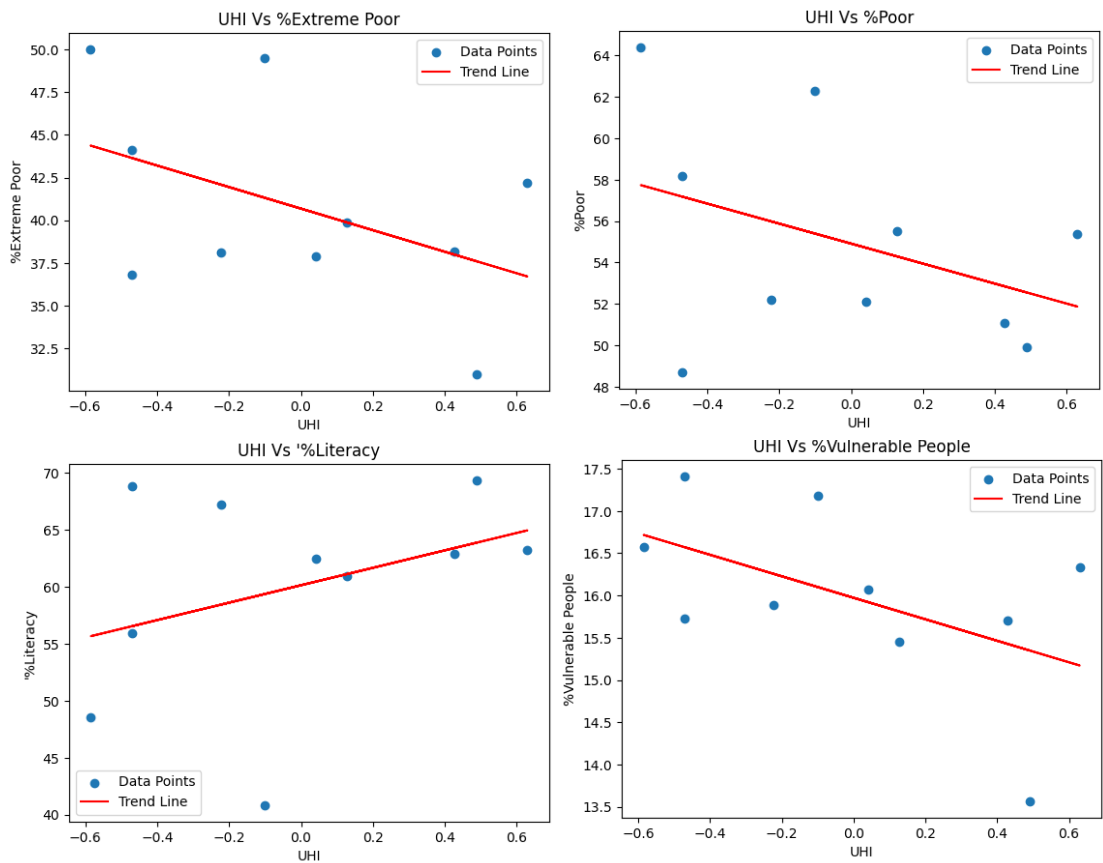 UHI Vs %Extreme Poor
50.0
47.5
45.0
42.5
40.0
37.5
35.0
32.5
%Extreme Poor
Data Points
Trend Line
−0.6 −0.4 −0.2 0.0 0.2 0.4 0.6
UHI
UHI Vs %Poor
64
62
60
58
56
54
52
50
48
%Poor
Data Points
Trend Line
−0.6 −0.4 −0.2 0.0 0.2 0.4 0.6
UHI
UHI Vs '%Literacy
70
65
60
55
50
45
40
'%Literacy
Data Points
Trend Line
−0.6 −0.4 −0.2 0.0 0.2 0.4 0.6
UHI
UHI Vs %Vulnerable People
17.5
17.0
16.5
16.0
15.5
15.0
14.5
14.0
13.5
%Vulnerable People
Data Points
Trend Line
−0.6 −0.4 −0.2 0.0 0.2 0.4 0.6
UHI